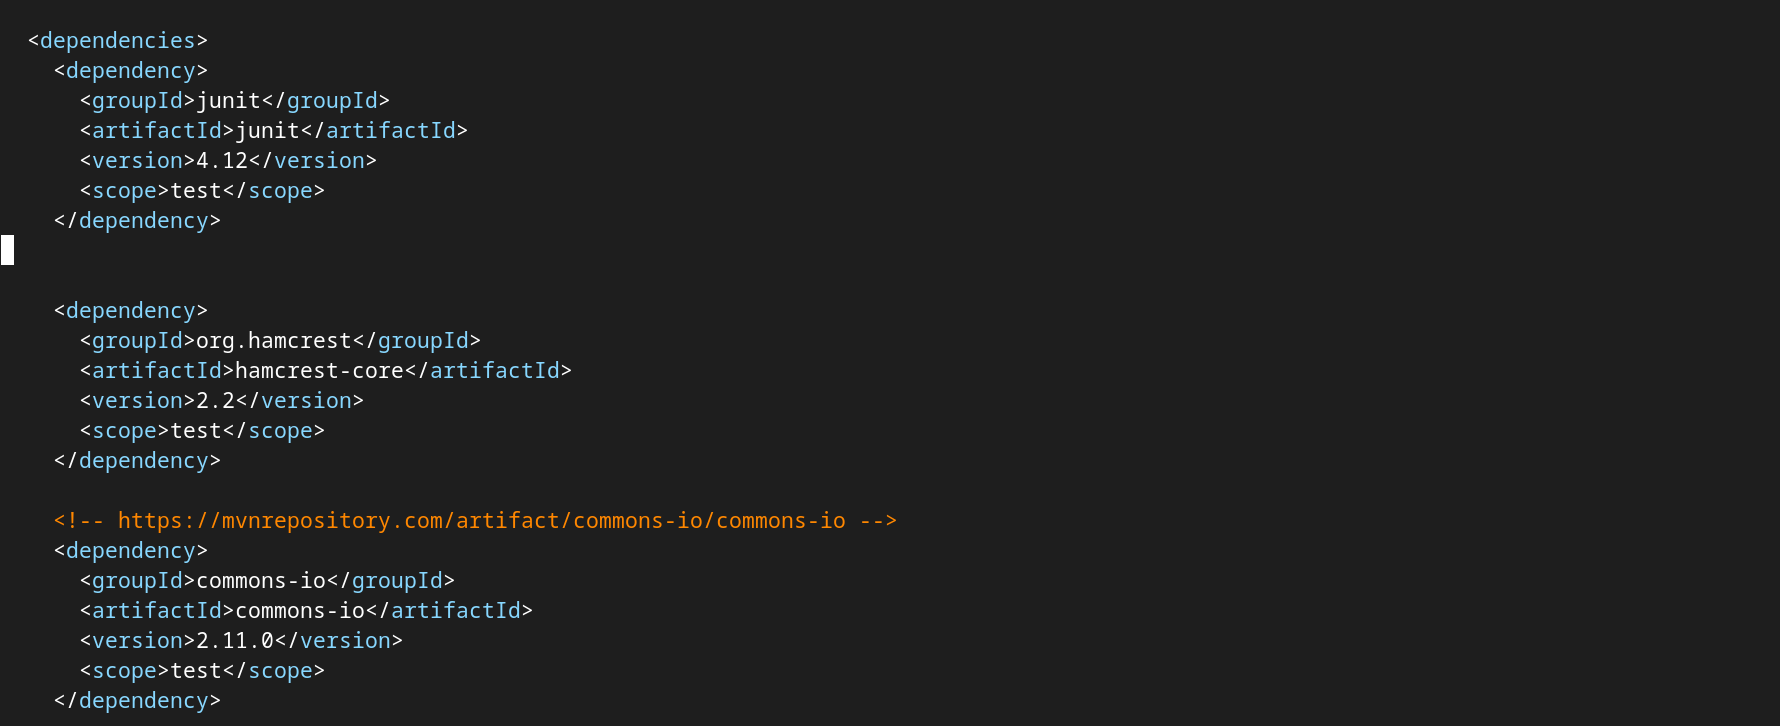 <dependencies>
  <dependency>
    <groupId>junit</groupId>
    <artifactId>junit</artifactId>
    <version>4.12</version>
    <scope>test</scope>
  </dependency>
  <dependency>
    <groupId>org.hamcrest</groupId>
    <artifactId>hamcrest-core</artifactId>
    <version>2.2</version>
    <scope>test</scope>
  </dependency>
  <!-- https://mvnrepository.com/artifact/commons-io/commons-io -->
  <dependency>
    <groupId>commons-io</groupId>
    <artifactId>commons-io</artifactId>
    <version>2.11.0</version>
    <scope>test</scope>
  </dependency>